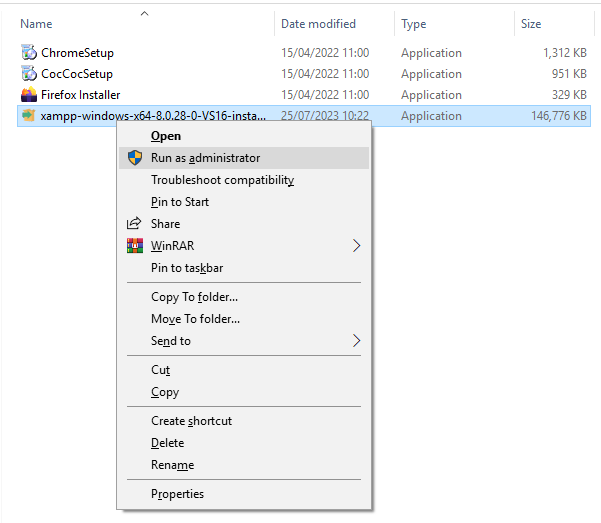 Name Date modified Type Size
ChromeSetup 15/04/2022 11:00 Application 1,312 KB
CocCocSetup 15/04/2022 11:00 Application 951 KB
Firefox Installer 15/04/2022 11:00 Application 329 KB
xampp-windows-x64-8.0.28-0-VS16-insta... 25/07/2023 10:22 Application 146,776 KB
Open
Run as administrator
Troubleshoot compatibility
Pin to Start
Share
WinRAR
Pin to taskbar
Copy To folder...
Move To folder...
Send to
Cut
Copy
Create shortcut
Delete
Rename
Properties